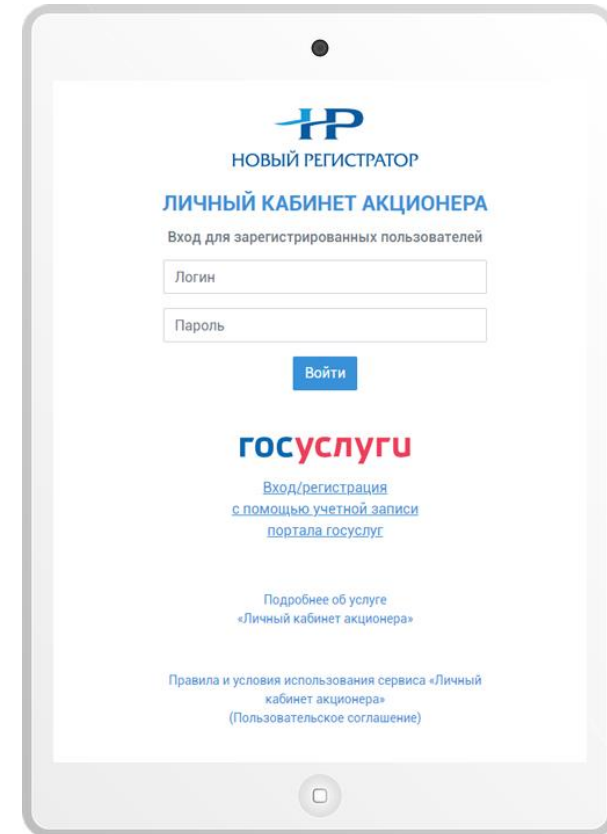 НР
НОВЫЙ РЕГИСТРАТОР
ЛИЧНЫЙ КАБИНЕТ АКЦИОНЕРА
Вход для зарегистрированных пользователей
Логин
Пароль
Войти
госуслуги
Вход/регистрация
с помощью учетной записи
портала госуслуг
Подробнее об услуге
«Личный кабинет акционера»
Правила и условия использования сервиса «Личный
кабинет акционера»
(Пользовательское соглашение)